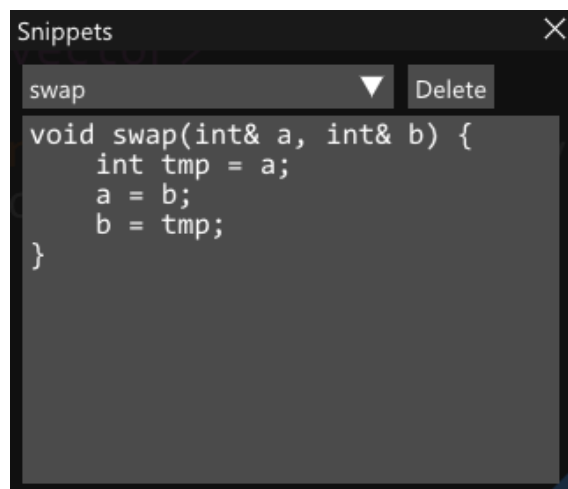 Snippets
swap
Delete
void swap(int& a, int& b) {
    int tmp = a;
    a = b;
    b = tmp;
}